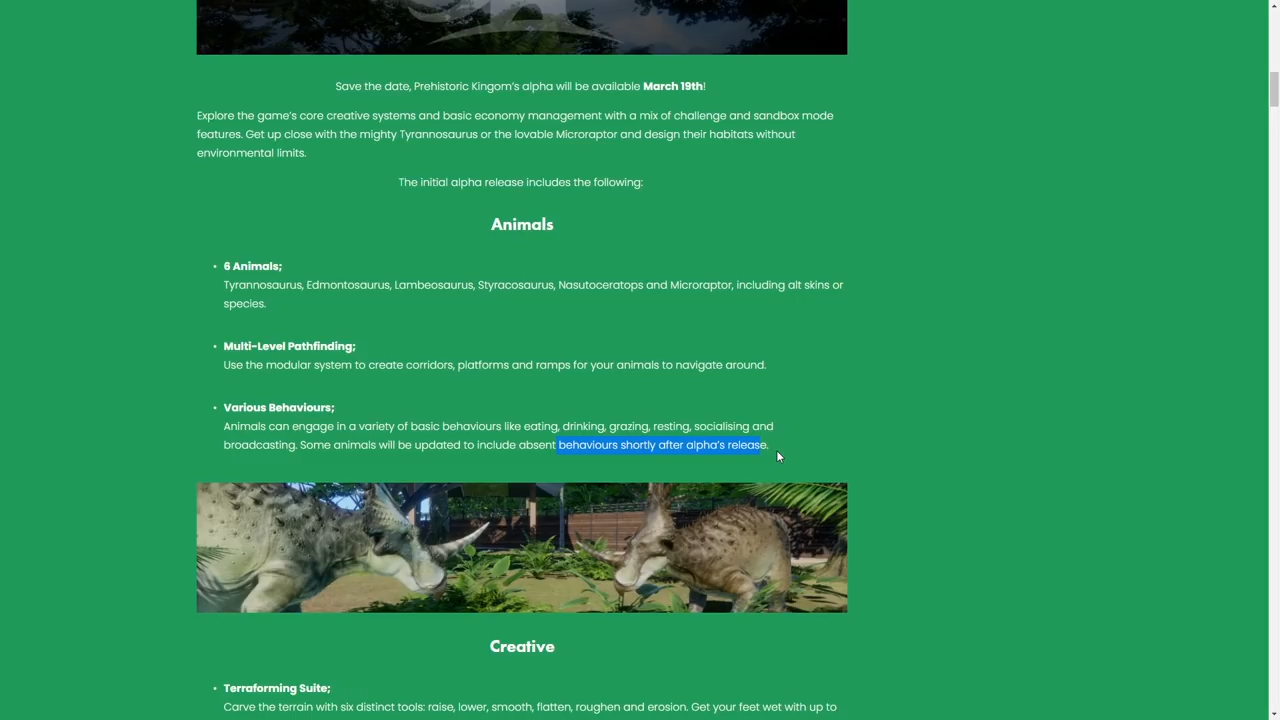 Save the date, Prehistoric Kingom's alpha will be available March 19th!
Explore the game's core creative systems and basic economy management with a mix of challenge and sandbox mode
features. Get up close with the mighty Tyrannosaurus or the lovable Microraptor and design their habitats without
environmental limits.
The initial alpha release includes the following:
Animals
• 6 Animals;
Tyrannosaurus, Edmontosaurus, Lambeosaurus, Styracosaurus, Nasutoceratops and Microraptor, including alt skins or
species.
• Multi-Level Pathfinding;
Use the modular system to create corridors, platforms and ramps for your animals to navigate around.
• Various Behaviours;
Animals can engage in a variety of basic behaviours like eating, drinking, grazing, resting, socialising and
broadcasting. Some animals will be updated to include absent behaviours shortly after alpha's release.
Creative
• Terraforming Suite;
Carve the terrain with six distinct tools: raise, lower, smooth, flatten, roughen and erosion. Get your feet wet with up to